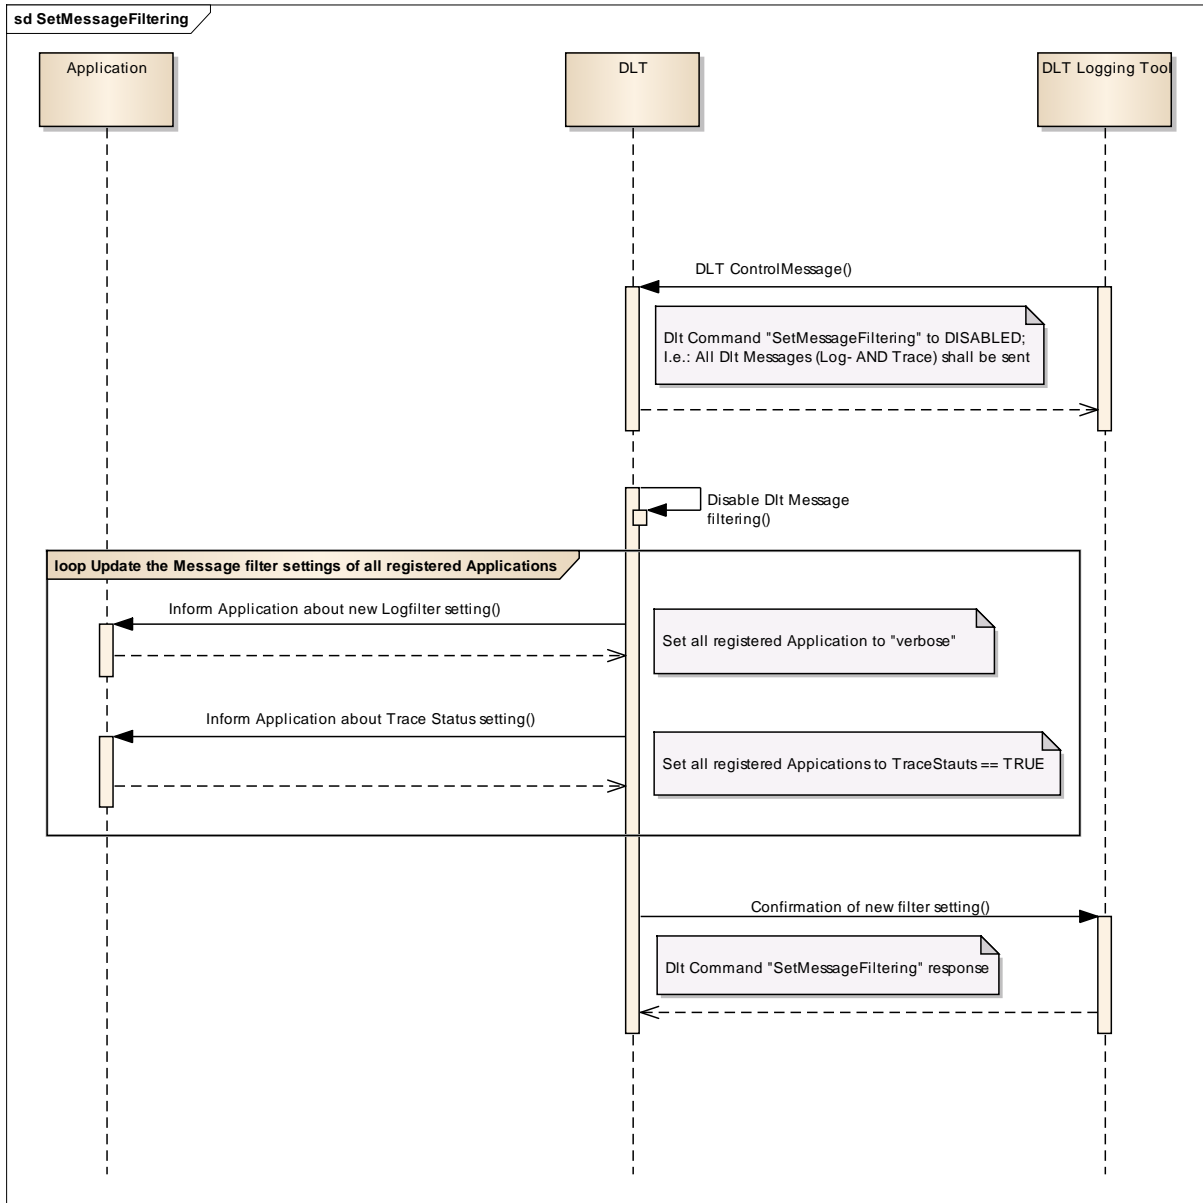 sd SetMessageFiltering
Application
DLT
DLT Logging Tool
DLT ControlMessage()
Dlt Command "SetMessageFiltering" to DISABLED;
I.e.: All Dlt Messages (Log- AND Trace) shall be sent
Disable Dlt Message
filtering()
loop Update the Message filter settings of all registered Applications
Inform Application about new Logfilter setting()
Set all registered Application to "verbose"
Inform Application about Trace Status setting()
Set all registered Appications to TraceStauts == TRUE
Confirmation of new filter setting()
Dlt Command "SetMessageFiltering" response